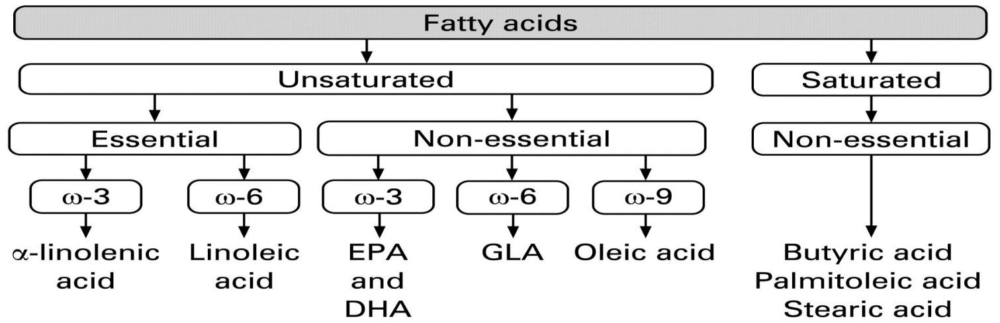 Fatty acids
Unsaturated
Saturated
Essential
Non-essential
Non-essential
ω-3
ω-6
ω-3
ω-6
ω-9
α-linolenic
acid
Linoleic
acid
EPA
and
DHA
GLA
Oleic acid
Butyric acid
Palmitoleic acid
Stearic acid